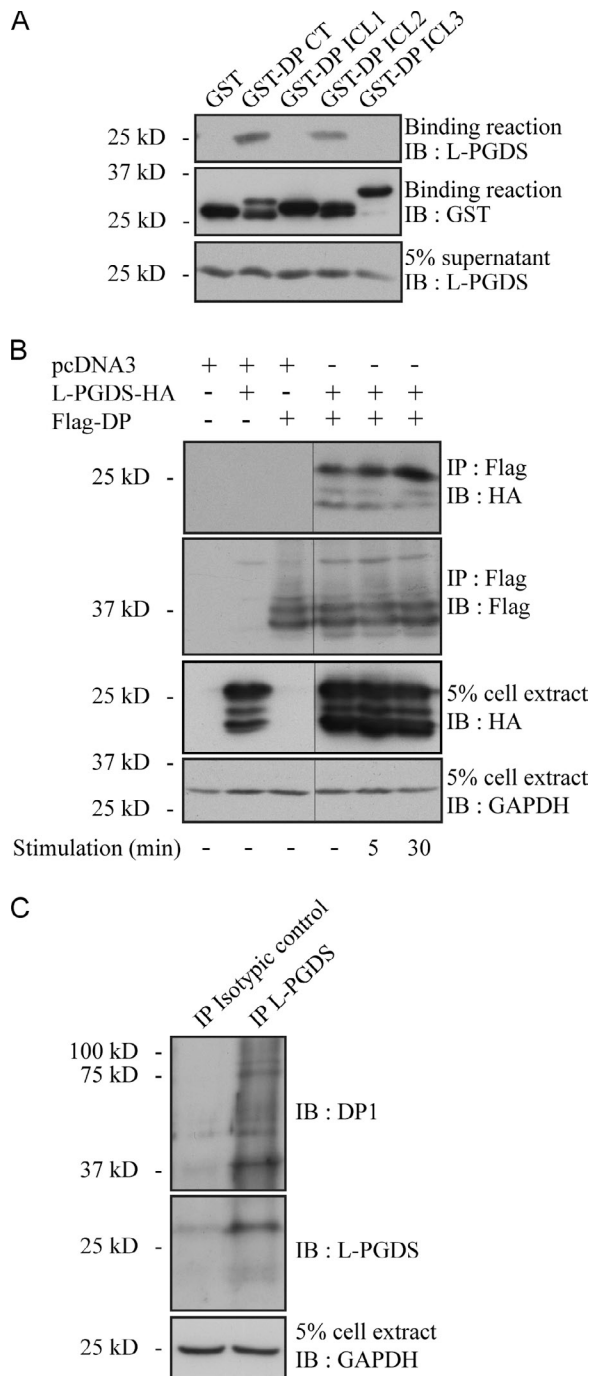 A
GST
GST-DP CT
GST-DP ICL1
GST-DP ICL2
GST-DP ICL3
25 kD -
Binding reaction
IB : L-PGDS
37 kD -
25 kD -
Binding reaction
IB : GST
25 kD -
5% supernatant
IB : L-PGDS
B
pcDNA3 + + + - - -
L-PGDS-HA - + - + + +
Flag-DP - - + + + +
25 kD -
IP : Flag
IB : HA
37 kD -
IP : Flag
IB : Flag
25 kD -
5% cell extract
IB : HA
37 kD -
25 kD -
5% cell extract
IB : GAPDH
Stimulation (min) - - - - 5 30
C
IP Isotypic control
IP L-PGDS
100 kD -
75 kD -
37 kD -
IB : DP1
25 kD -
IB : L-PGDS
25 kD -
5% cell extract
IB : GAPDH